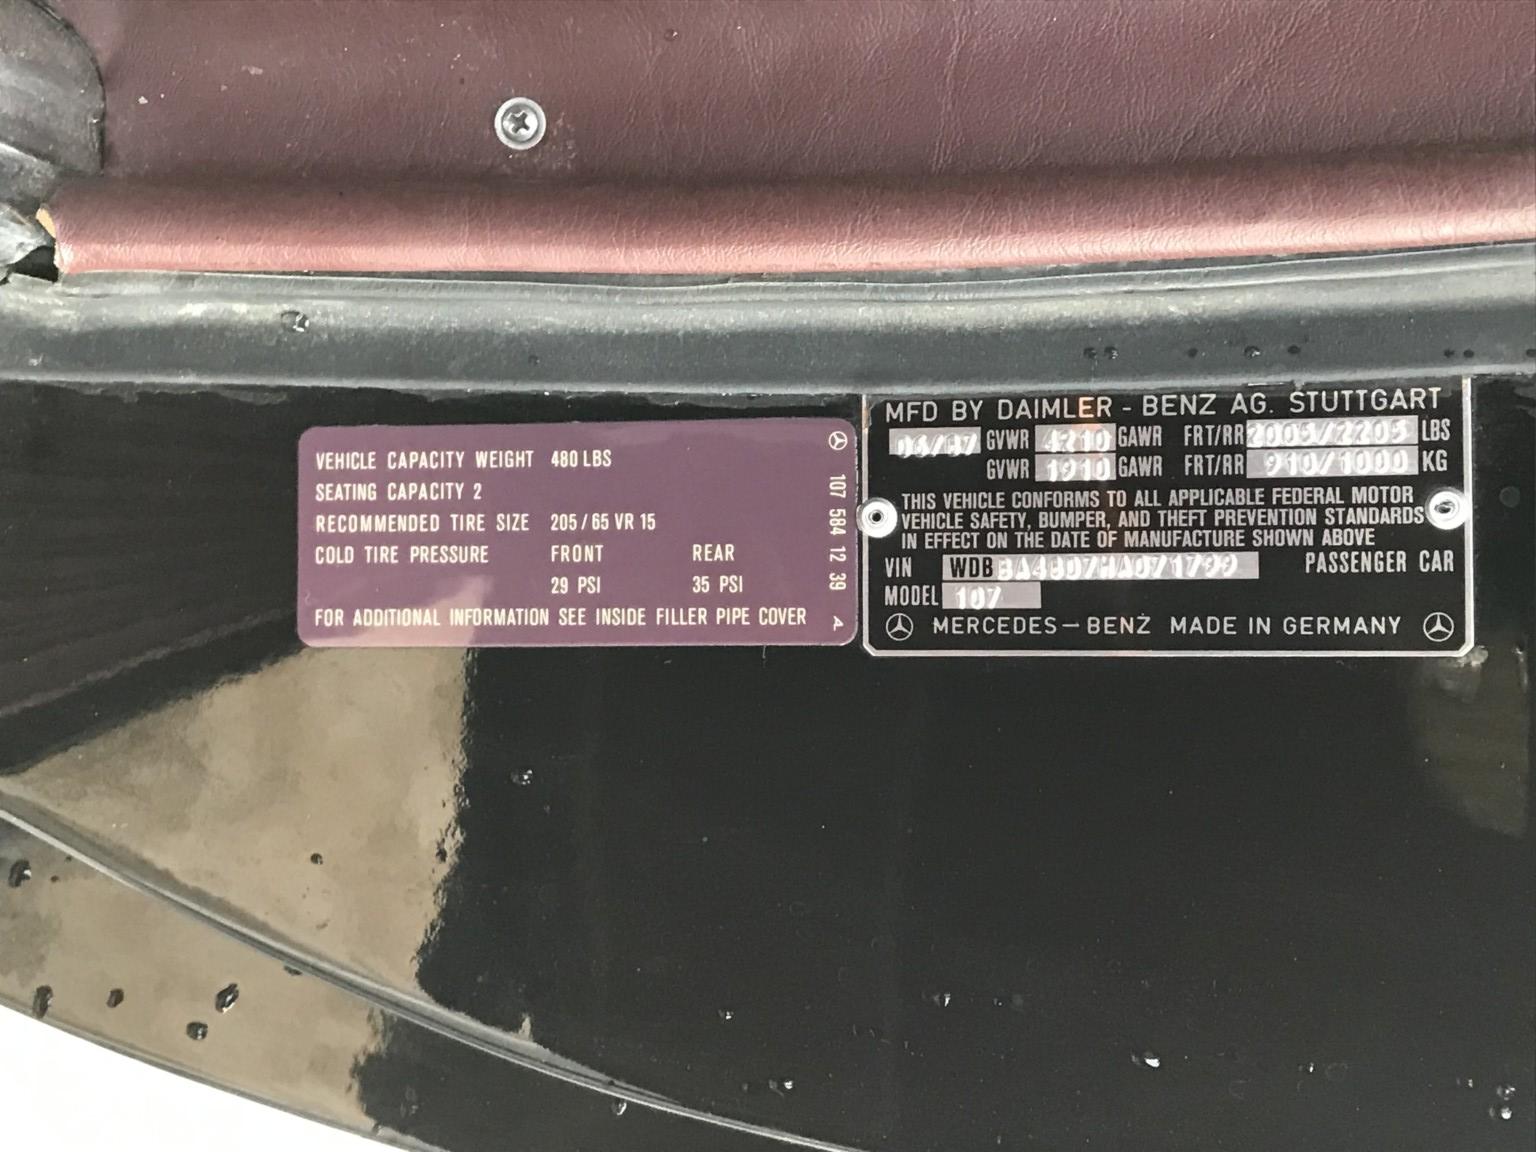 VEHICLE CAPACITY WEIGHT 480 LBS
SEATING CAPACITY 2
RECOMMENDED TIRE SIZE 205 / 65 VR 15
COLD TIRE PRESSURE FRONT REAR
29 PSI 35 PSI
FOR ADDITIONAL INFORMATION SEE INSIDE FILLER PIPE COVER
107 584 12 39 A
MFD BY DAIMLER - BENZ AG. STUTTGART
06/87 GVWR 4210 GAWR FRT/RR 2005/2205 LBS
GVWR 1910 GAWR FRT/RR 910/1000 KG
THIS VEHICLE CONFORMS TO ALL APPLICABLE FEDERAL MOTOR
VEHICLE SAFETY, BUMPER, AND THEFT PREVENTION STANDARDS
IN EFFECT ON THE DATE OF MANUFACTURE SHOWN ABOVE
VIN WDB PASSENGER CAR
MODEL 107
MERCEDES-BENZ MADE IN GERMANY